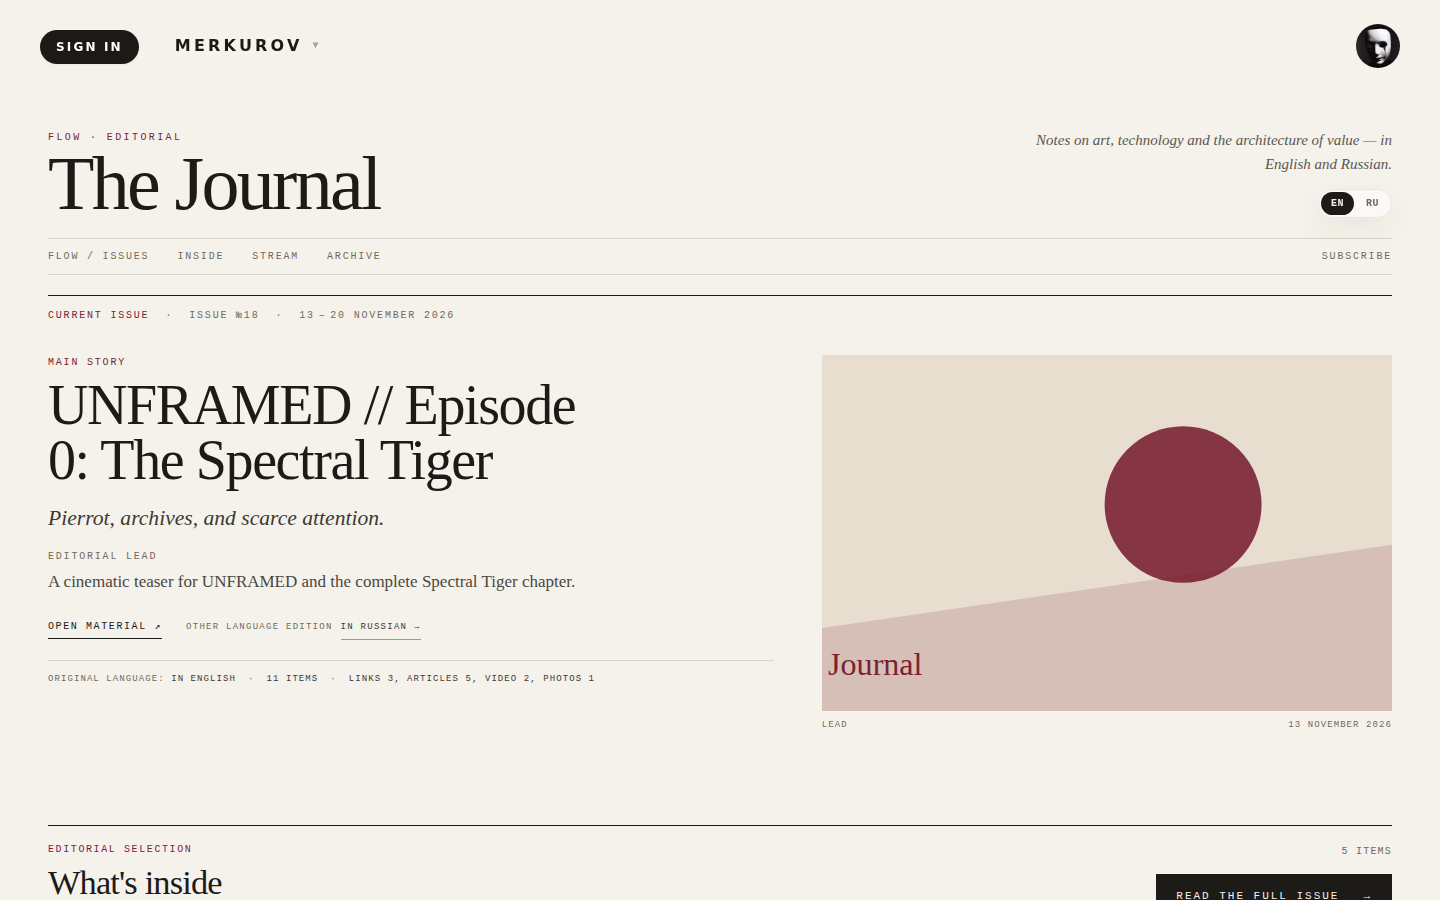 SIGN IN
MERKUROV ▼
FLOW · EDITORIAL
The Journal
Notes on art, technology and the architecture of value — in
English and Russian.
EN RU
FLOW / ISSUES INSIDE STREAM ARCHIVE SUBSCRIBE
CURRENT ISSUE · ISSUE №18 · 13 – 20 NOVEMBER 2026
MAIN STORY
UNFRAMED // Episode
0: The Spectral Tiger
Pierrot, archives, and scarce attention.
EDITORIAL LEAD
A cinematic teaser for UNFRAMED and the complete Spectral Tiger chapter.
OPEN MATERIAL ↗ OTHER LANGUAGE EDITION IN RUSSIAN →
ORIGINAL LANGUAGE: IN ENGLISH · 11 ITEMS · LINKS 3, ARTICLES 5, VIDEO 2, PHOTOS 1
Journal
LEAD 13 NOVEMBER 2026
EDITORIAL SELECTION
What's inside
5 ITEMS
READ THE FULL ISSUE →